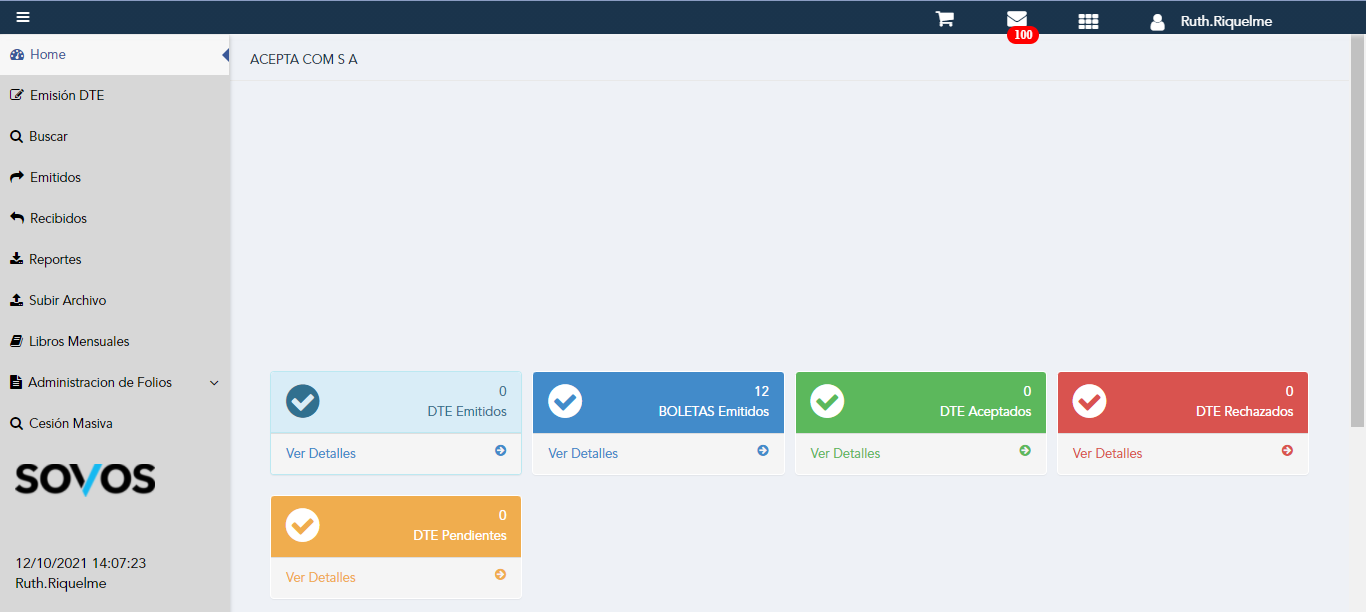 100
Ruth.Riquelme
Home
ACEPTA COM S A
Emisión DTE
Buscar
Emitidos
Recibidos
Reportes
Subir Archivo
Libros Mensuales
Administracion de Folios
Cesión Masiva
SOVOS
12/10/2021 14:07:23
Ruth.Riquelme
0
DTE Emitidos
Ver Detalles
12
BOLETAS Emitidos
Ver Detalles
0
DTE Aceptados
Ver Detalles
0
DTE Rechazados
Ver Detalles
0
DTE Pendientes
Ver Detalles